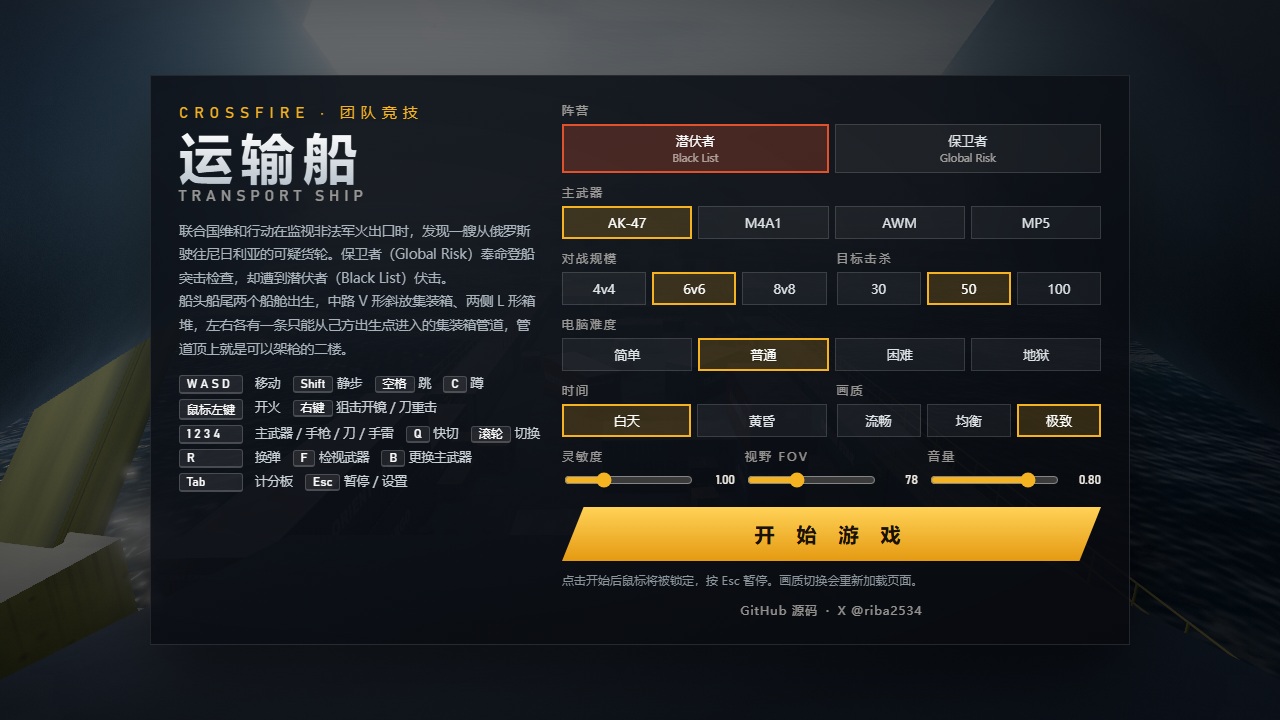 CROSSFIRE · 团队竞技
运输船
TRANSPORT SHIP
联合国维和行动在监视非法军火出口时，发现一艘从俄罗斯
驶往尼日利亚的可疑货轮。保卫者（Global Risk）奉命登船
突击检查，却遭到潜伏者（Black List）伏击。
船头船尾两个船舱出生，中路 V 形斜放集装箱、两侧 L 形箱
堆，左右各有一条只能从己方出生点进入的集装箱管道，管
道顶上就是可以架枪的二楼。
W A S D 移动 Shift 静步 空格 跳 C 蹲
鼠标左键 开火 右键 狙击开镜 / 刀重击
1 2 3 4 主武器 / 手枪 / 刀 / 手雷 Q 快切 滚轮 切换
R 换弹 F 检视武器 B 更换主武器
Tab 计分板 Esc 暂停 / 设置
阵营
潜伏者 保卫者
Black List Global Risk
主武器
AK-47 M4A1 AWM MP5
对战规模 目标击杀
4v4 6v6 8v8 30 50 100
电脑难度
简单 普通 困难 地狱
时间 画质
白天 黄昏 流畅 均衡 极致
灵敏度 视野 FOV 音量
1.00 78 0.80
开始游戏
点击开始后鼠标将被锁定，按 Esc 暂停。画质切换会重新加载页面。
GitHub 源码 · X @riba2534